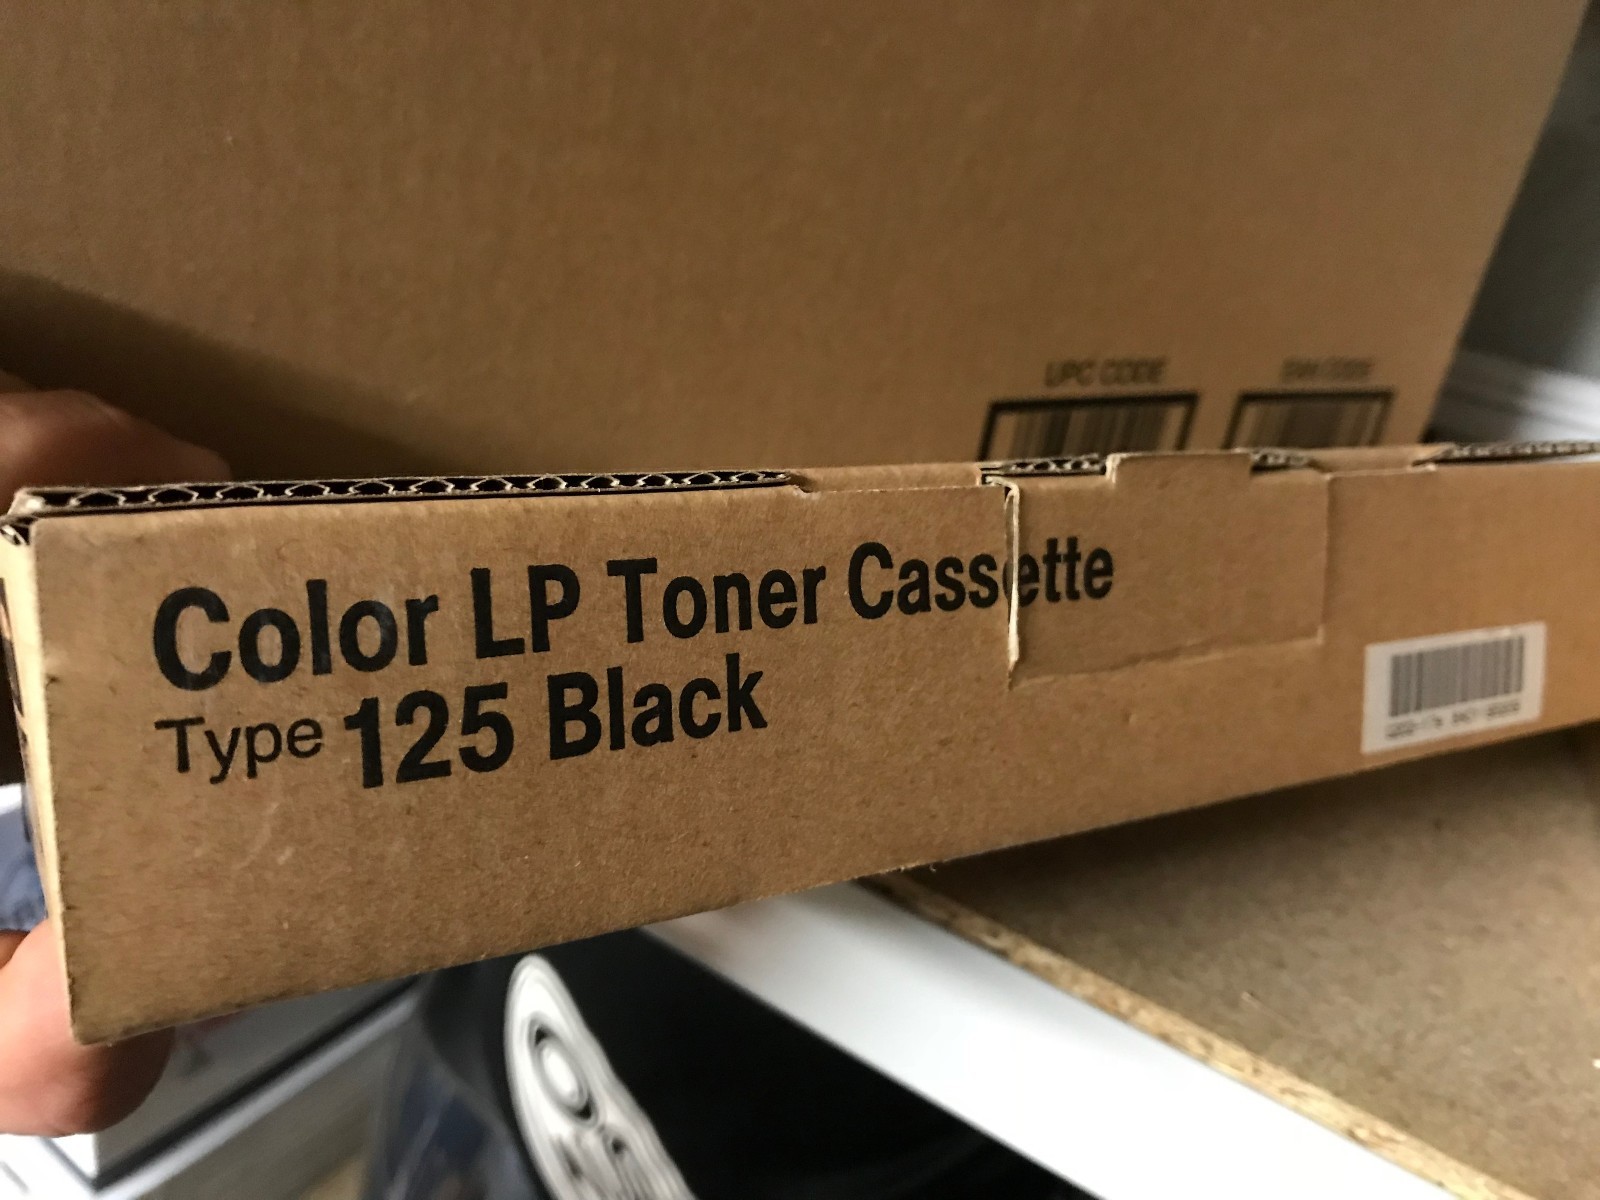 UPC CODE
Color LP Toner Cassette
Type 125 Black